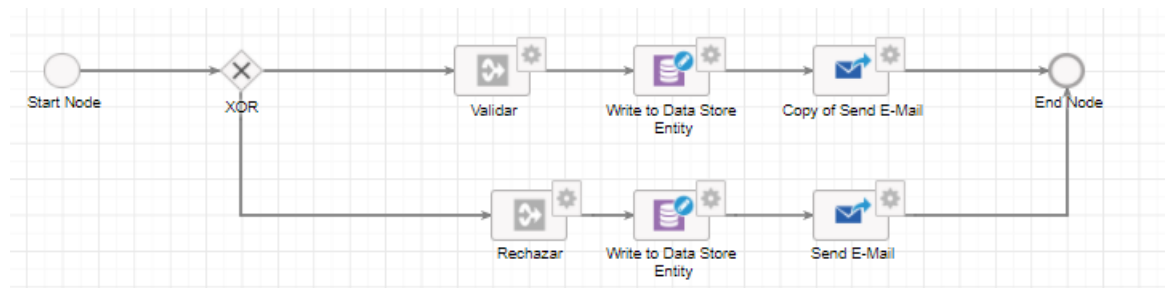 Start Node
XOR
Validar
Write to Data Store
Entity
Copy of Send E-Mail
End Node
Rechazar
Write to Data Store
Entity
Send E-Mail